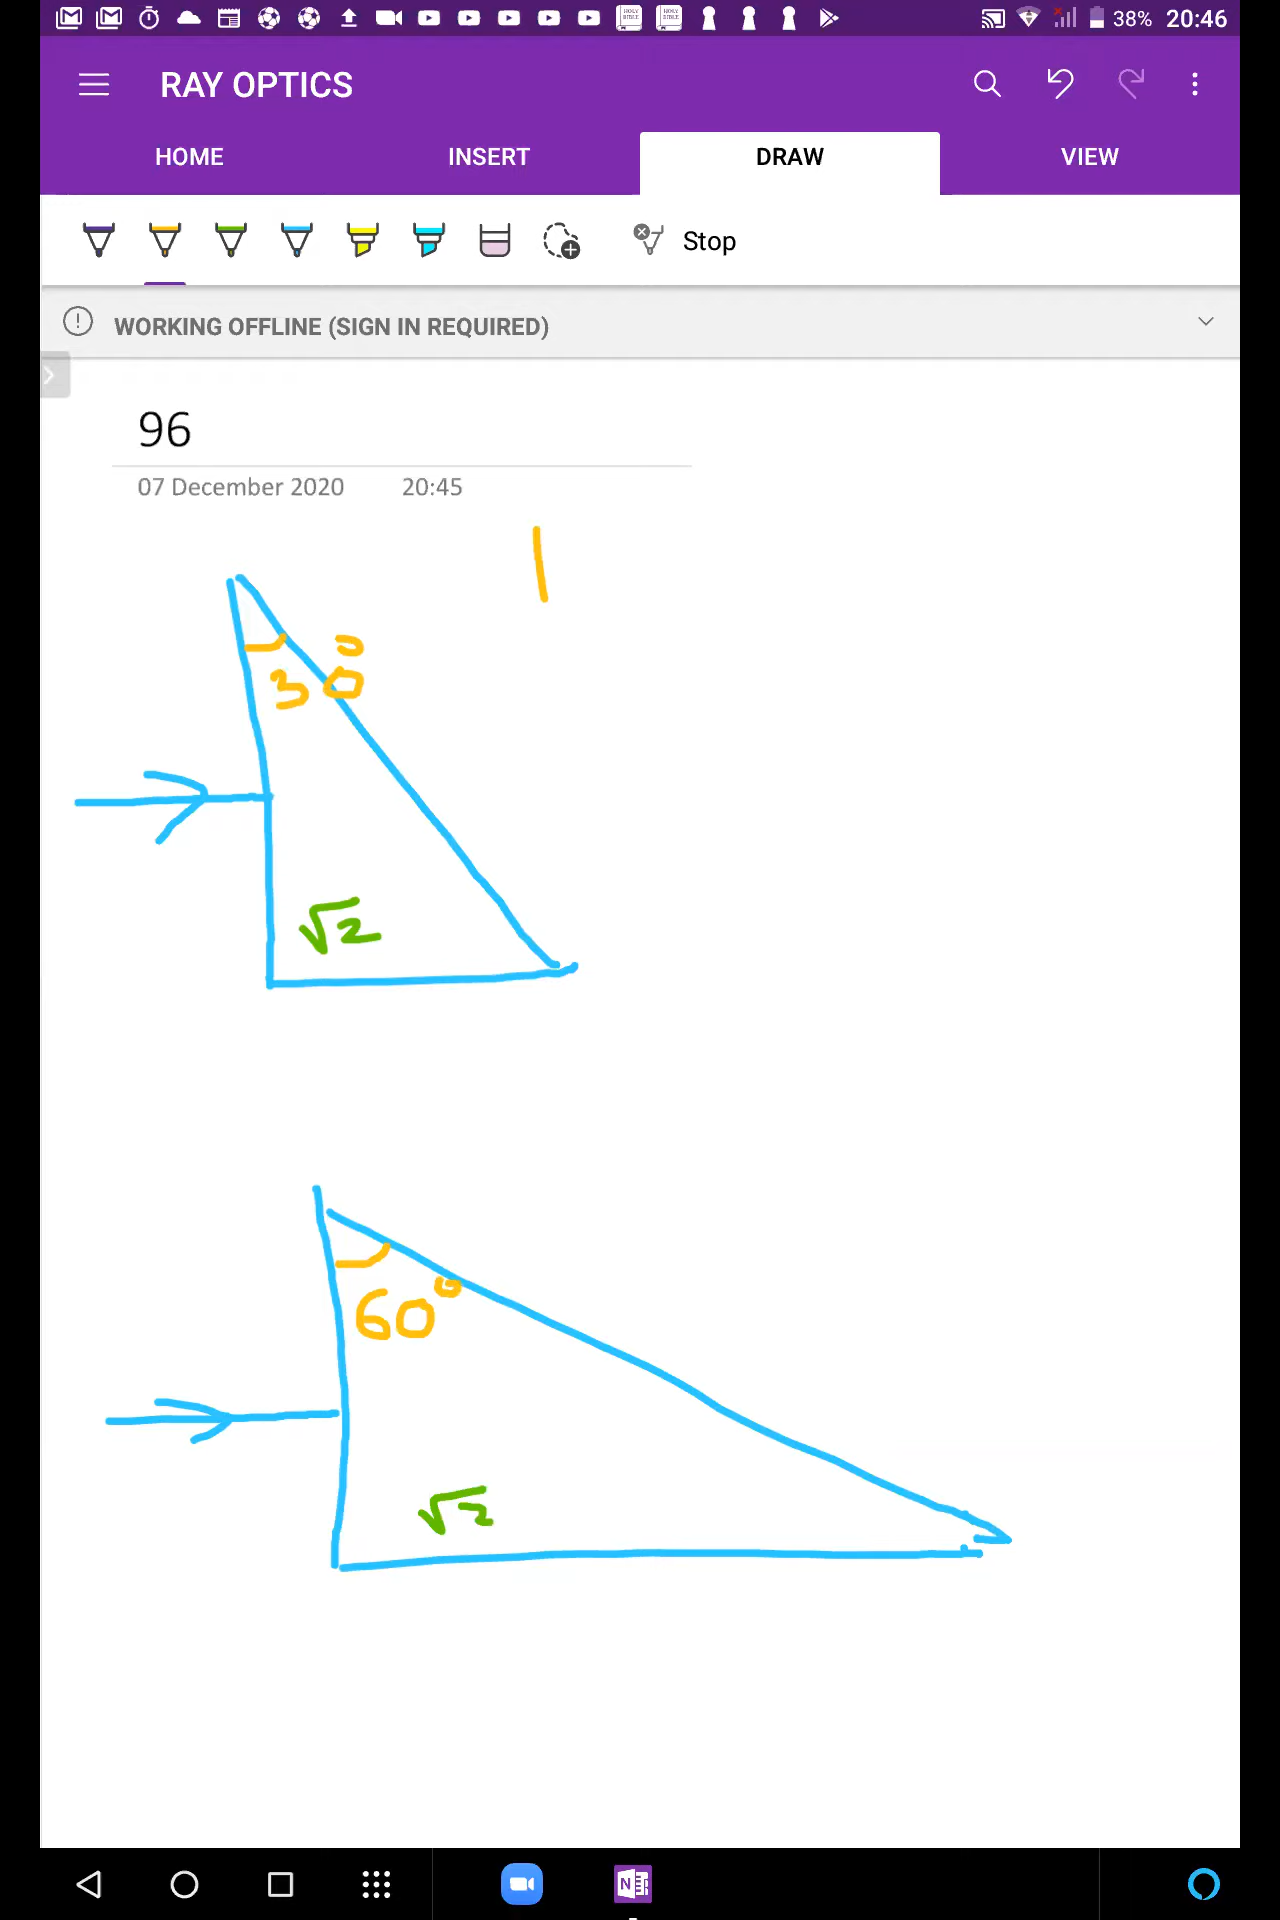 38% 20:46
RAY OPTICS
HOME INSERT DRAW VIEW
Stop
WORKING OFFLINE (SIGN IN REQUIRED)
96
07 December 2020 20:45
30°
√2
60°
√2